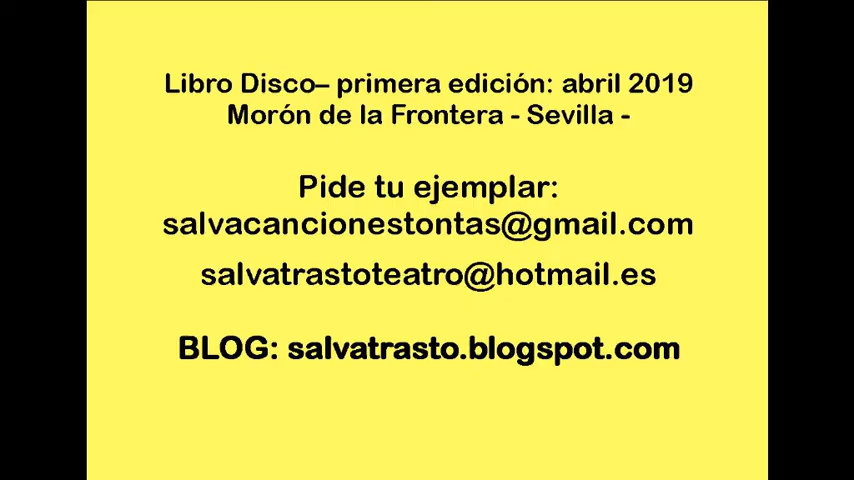 Libro Disco– primera edición: abril 2019
Morón de la Frontera - Sevilla -
Pide tu ejemplar:
salvacancionestontas@gmail.com
salvatrastoteatro@hotmail.es
BLOG: salvatrasto.blogspot.com